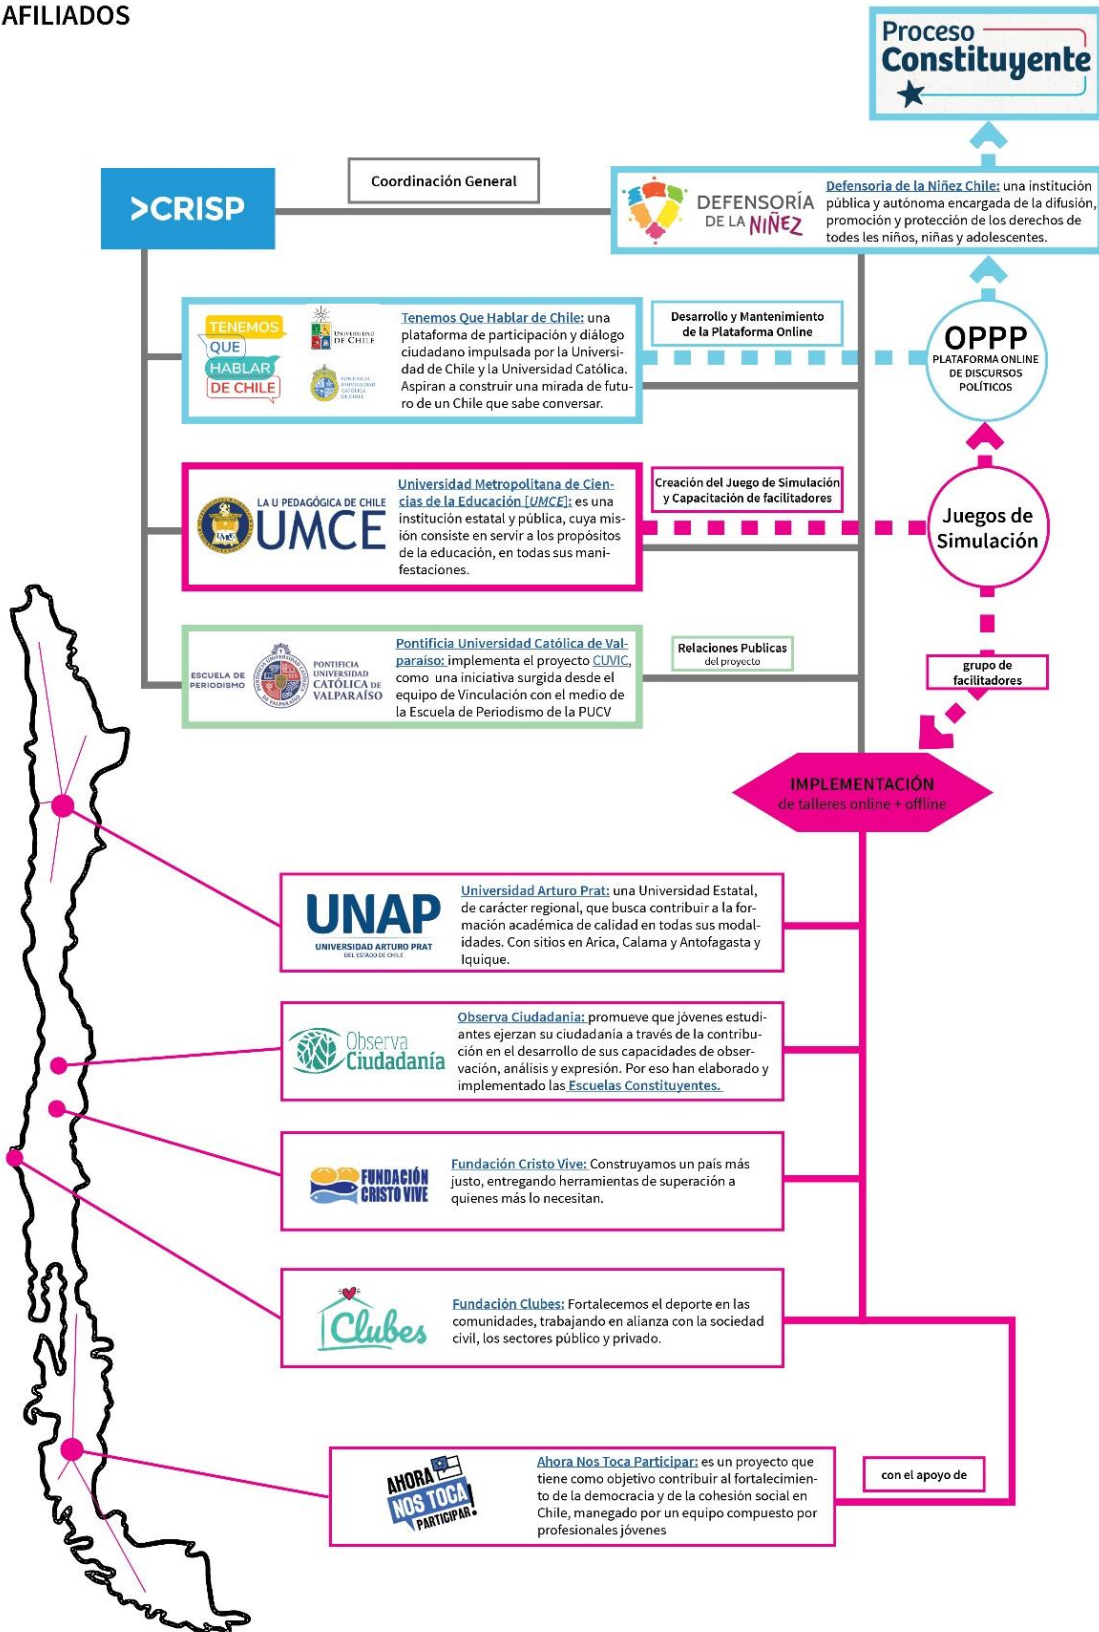 AFILIADOS
Proceso
Constituyente
>CRISP
Coordinación General
DEFENSORÍA
DE LA NIÑEZ
Defensoria de la Niñez Chile: una institución
pública y autónoma encargada de la difusión,
promoción y protección de los derechos de
todes les niños, niñas y adolescentes.
TENEMOS
QUE
HABLAR
DE CHILE
UNIVERSIDAD
DE CHILE
PONTIFICIA
UNIVERSIDAD
CATÓLICA
DE CHILE
Tenemos Que Hablar de Chile: una
plataforma de participación y diálogo
ciudadano impulsada por la Universi-
dad de Chile y la Universidad Católica.
Aspiran a construir una mirada de futu-
ro de un Chile que sabe conversar.
Desarrollo y Mantenimiento
de la Plataforma Online
OPPP
PLATAFORMA ONLINE
DE DISCURSOS
POLÍTICOS
LA U PEDAGÓGICA DE CHILE
UMCE
UMCE
Universidad Metropolitana de Cien-
cias de la Educación [UMCE]: es una
institución estatal y pública, cuya mis-
ión consiste en servir a los propósitos
de la educación, en todas sus mani-
festaciones.
Creación del Juego de Simulación
y Capacitación de facilitadores
Juegos de
Simulación
ESCUELA DE
PERIODISMO
PONTIFICIA
UNIVERSIDAD
CATÓLICA DE
VALPARAÍSO
Pontificia Universidad Católica de Val-
paraíso: implementa el proyecto CUVIC,
como una iniciativa surgida desde el
equipo de Vinculación con el medio de
la Escuela de Periodismo de la PUCV
Relaciones Publicas
del proyecto
grupo de
facilitadores
IMPLEMENTACIÓN
de talleres online + offline
UNAP
UNIVERSIDAD ARTURO PRAT
DEL ESTADO DE CHILE
Universidad Arturo Prat: una Universidad Estatal,
de carácter regional, que busca contribuir a la for-
mación académica de calidad en todas sus modal-
idades. Con sitios en Arica, Calama y Antofagasta y
Iquique.
Observa
Ciudadanía
Observa Ciudadania: promueve que jóvenes estudi-
antes ejerzan su ciudadanía a través de la contribu-
ción en el desarrollo de sus capacidades de obser-
vación, análisis y expresión. Por eso han elaborado y
implementado las Escuelas Constituyentes.
FUNDACIÓN
CRISTO VIVE
Fundación Cristo Vive: Construyamos un país más
justo, entregando herramientas de superación a
quienes más lo necesitan.
Clubes
Fundación Clubes: Fortalecemos el deporte en las
comunidades, trabajando en alianza con la sociedad
civil, los sectores público y privado.
AHORA
NOS TOCA
PARTICIPAR!
Ahora Nos Toca Participar: es un proyecto que
tiene como objetivo contribuir al fortalecimien-
to de la democracia y de la cohesión social en
Chile, manegado por un equipo compuesto por
profesionales jóvenes
con el apoyo de